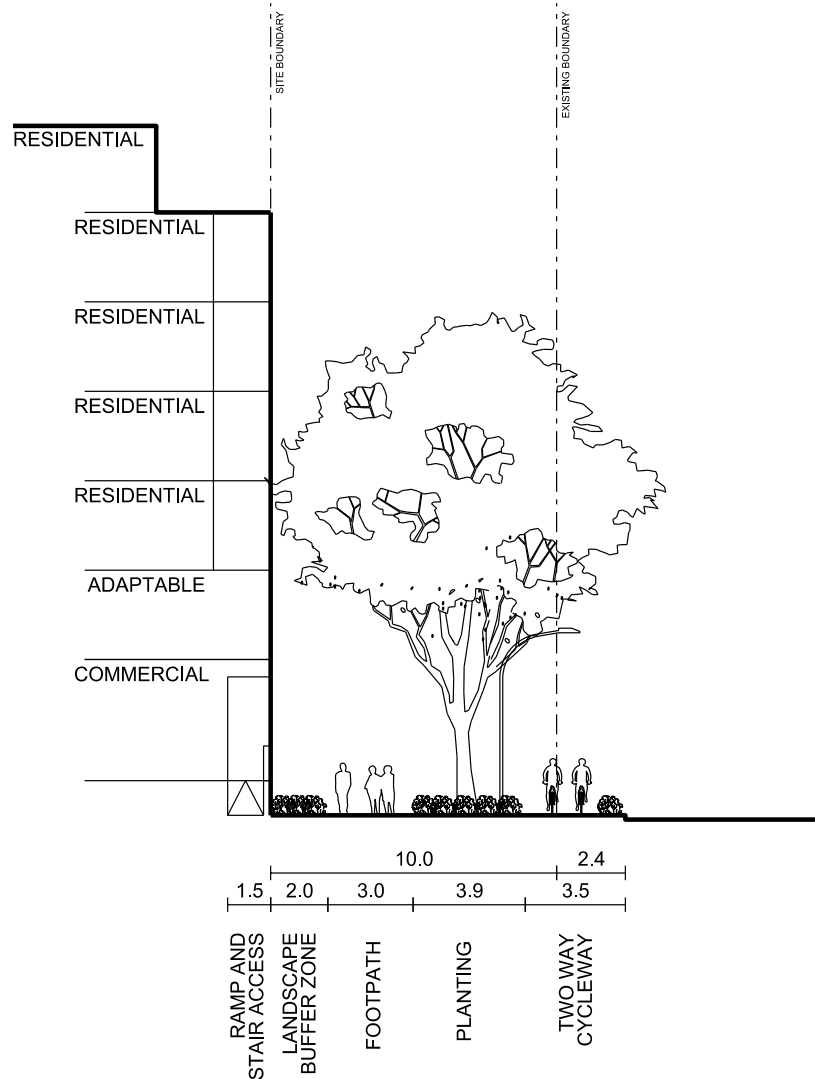 SITE BOUNDARY
EXISTING BOUNDARY
RESIDENTIAL
RESIDENTIAL
RESIDENTIAL
RESIDENTIAL
RESIDENTIAL
ADAPTABLE
COMMERCIAL
10.0
2.4
1.5
2.0
3.0
3.9
3.5
RAMP AND
STAIR ACCESS
LANDSCAPE
BUFFER ZONE
FOOTPATH
PLANTING
TWO WAY
CYCLEWAY